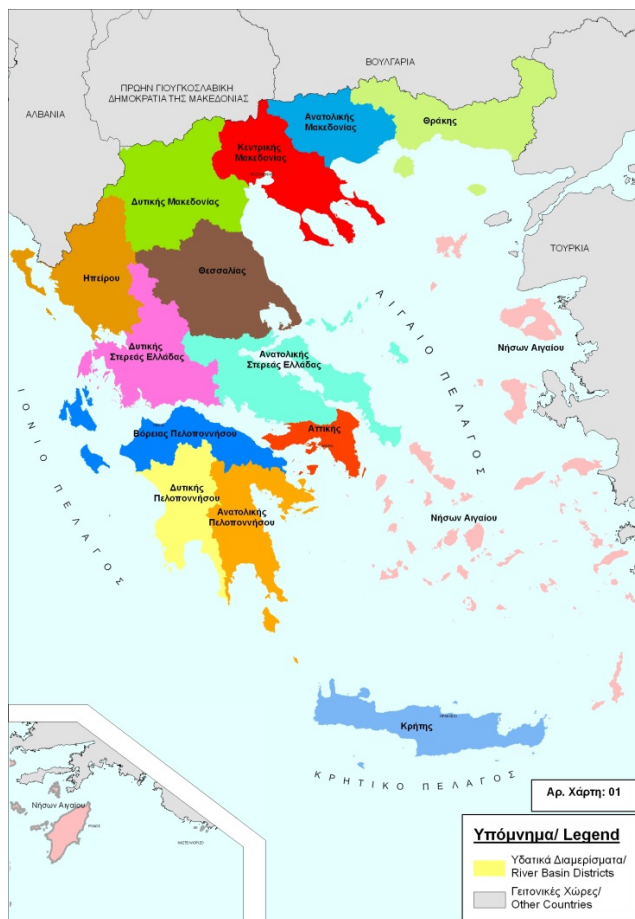 ΒΟΥΛΓΑΡΙΑ
ΠΡΩΗΝ ΓΙΟΥΓΚΟΣΛΑΒΙΚΗ
ΔΗΜΟΚΡΑΤΙΑ ΤΗΣ ΜΑΚΕΔΟΝΙΑΣ
ΑΛΒΑΝΙΑ
Ανατολικής
Μακεδονίας
Θράκης
Κεντρικής
Μακεδονίας
Δυτικής Μακεδονίας
ΤΟΥΡΚΙΑ
Ηπείρου
Θεσσαλίας
ΑΙΓΑΙΟ ΠΕΛΑΓΟΣ
Νήσων Αιγαίου
Δυτικής
Στερεάς Ελλάδας
Ανατολικής
Στερεάς Ελλάδας
ΙΟΝΙΟ ΠΕΛΑΓΟΣ
Βόρειας Πελοποννήσου
Αττικής
Δυτικής
Πελοποννήσου
Ανατολικής
Πελοποννήσου
Νήσων Αιγαίου
Κρήτης
ΚΡΗΤΙΚΟ ΠΕΛΑΓΟΣ
Νήσων Αιγαίου
Αρ. Χάρτη: 01
Υπόμνημα/ Legend
Υδατικά Διαμερίσματα/
River Basin Districts
Γειτονικές Χώρες/
Other Countries